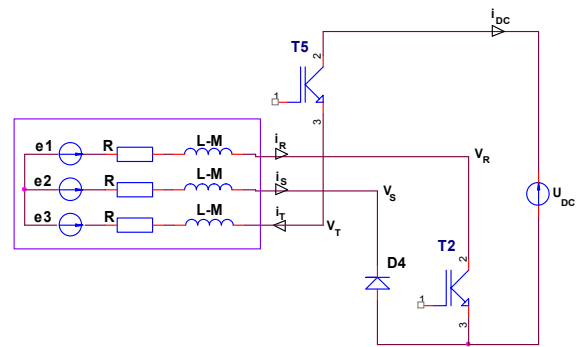 i_DC
T5
2
1
3
e1 R L-M i_R V_R
e2 R L-M i_S V_S
e3 R L-M i_T V_T
U_DC
T2
D4
2
1
3